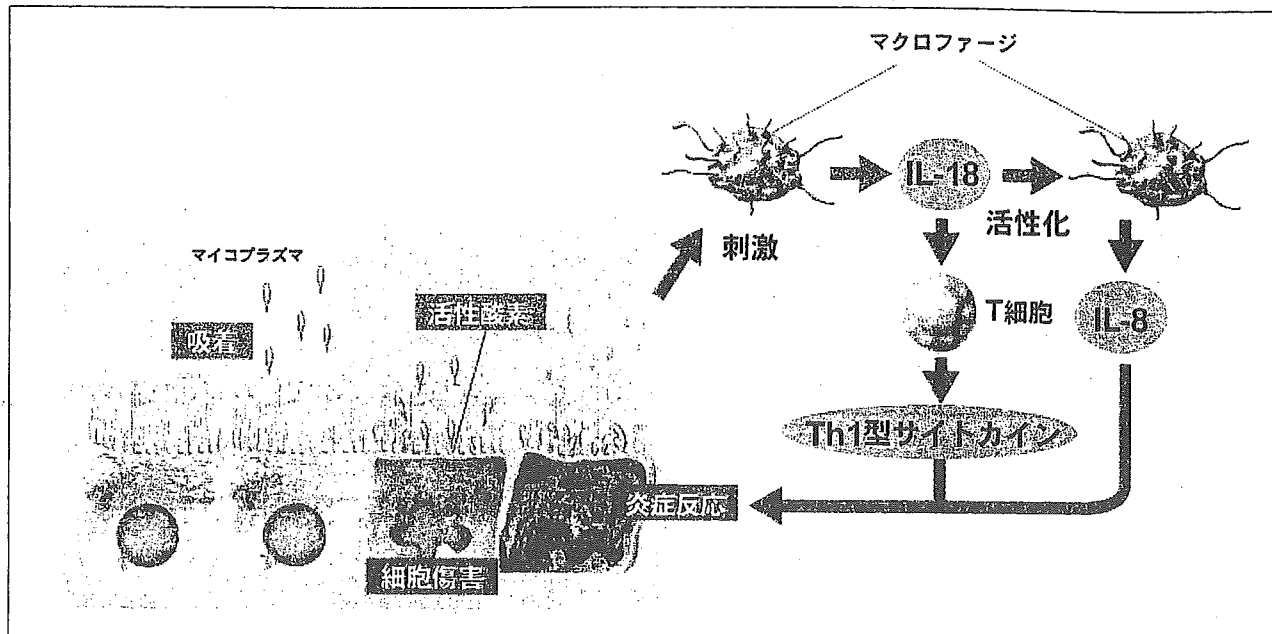 マクロファージ
IL-18
活性化
刺激
マイコプラズマ
活性酸素
吸着
T細胞
IL-8
Th1型サイトカイン
炎症反応
細胞傷害